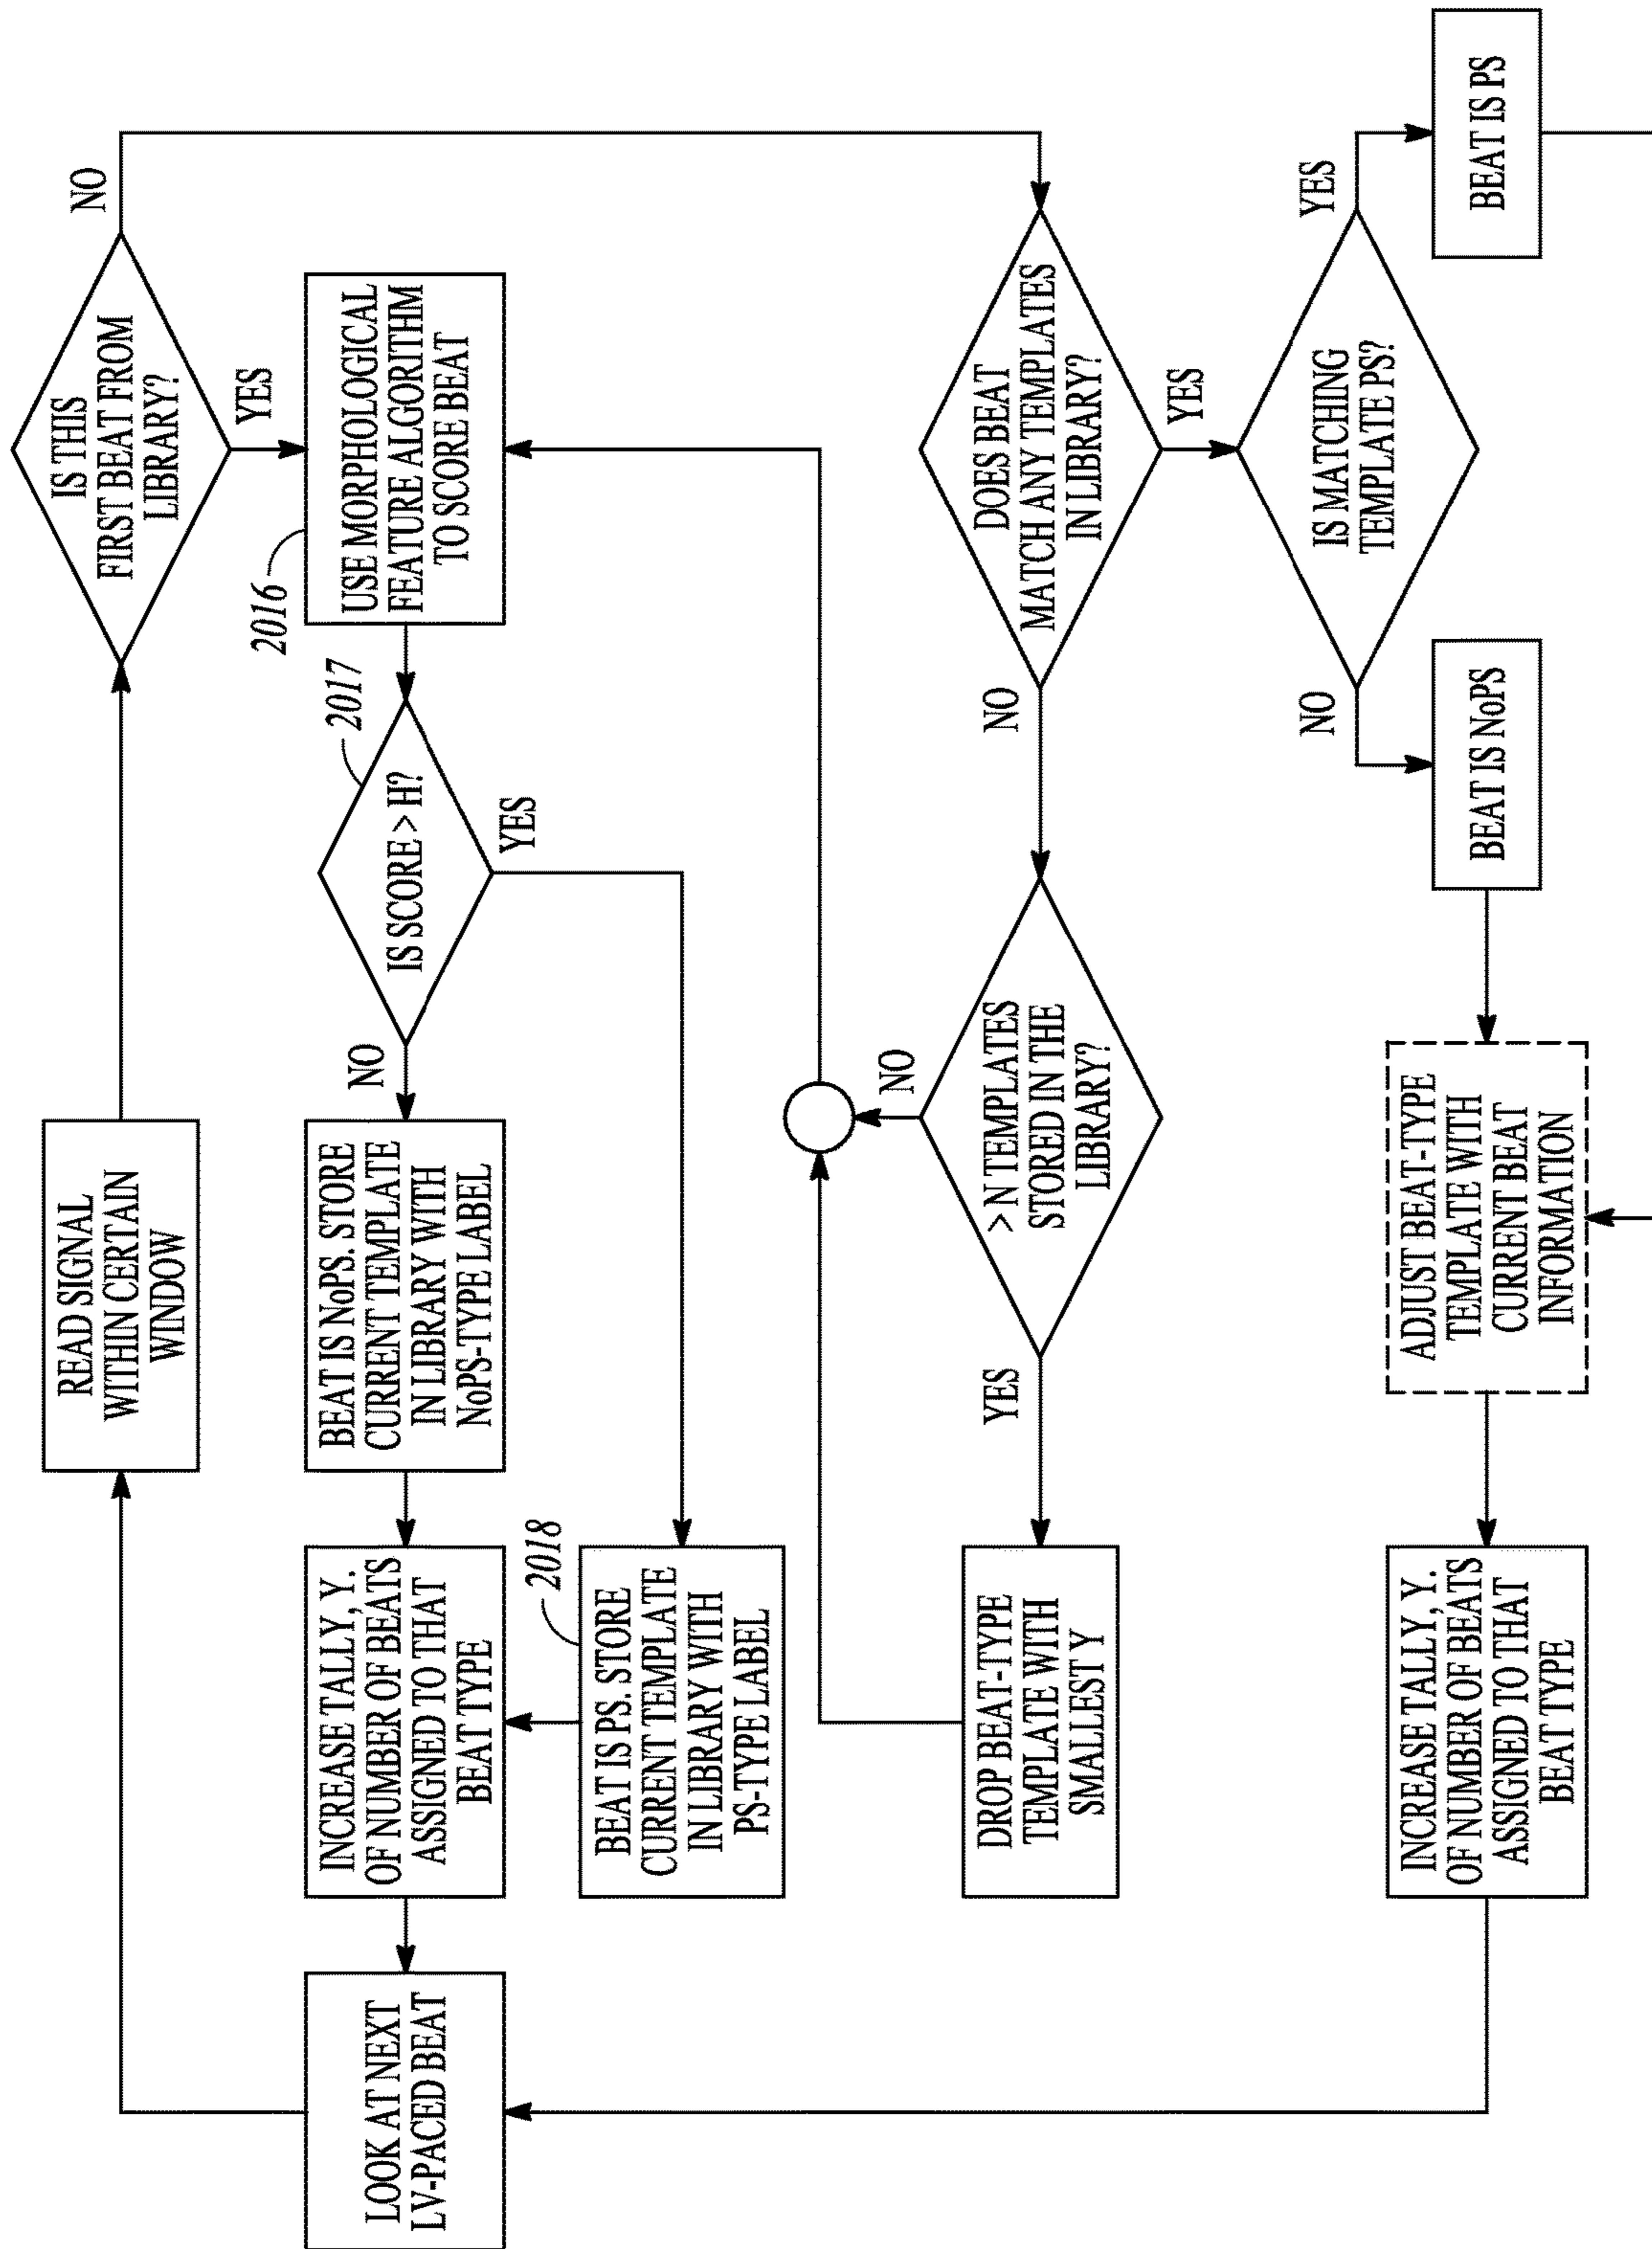 LOOK AT NEXT
LV-PACED BEAT
READ SIGNAL
WITHIN CERTAIN
WINDOW
IS THIS
FIRST BEAT FROM
LIBRARY?
NO
YES
INCREASE TALLY, Y.
OF NUMBER OF BEATS
ASSIGNED TO THAT
BEAT TYPE
BEAT IS NoPS. STORE
CURRENT TEMPLATE
IN LIBRARY WITH
NoPS-TYPE LABEL
NO
IS SCORE > H?
2017
YES
2016
USE MORPHOLOGICAL
FEATURE ALGORITHM
TO SCORE BEAT
2018
BEAT IS PS. STORE
CURRENT TEMPLATE
IN LIBRARY WITH
PS-TYPE LABEL
DROP BEAT-TYPE
TEMPLATE WITH
SMALLEST Y
YES
NO
> N TEMPLATES
STORED IN THE
LIBRARY?
NO
DOES BEAT
MATCH ANY TEMPLATES
IN LIBRARY?
YES
IS MATCHING
TEMPLATE PS?
NO
YES
INCREASE TALLY, Y.
OF NUMBER OF BEATS
ASSIGNED TO THAT
BEAT TYPE
ADJUST BEAT-TYPE
TEMPLATE WITH
CURRENT BEAT
INFORMATION
BEAT IS NoPS
BEAT IS PS